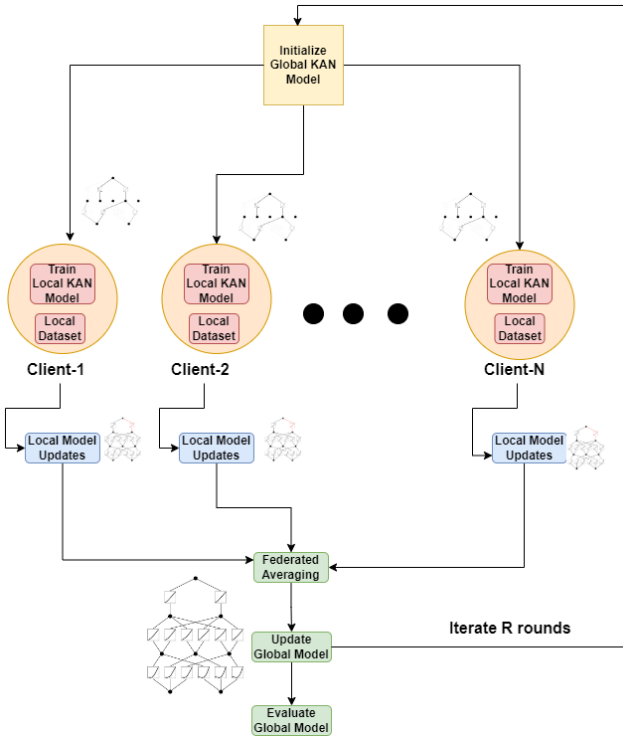 Initialize
Global KAN
Model
Train
Local KAN
Model
Local
Dataset
Client-1
Train
Local KAN
Model
Local
Dataset
Client-2
Train
Local KAN
Model
Local
Dataset
Client-N
Local Model
Updates
Local Model
Updates
Local Model
Updates
Federated
Averaging
Update
Global Model
Iterate R rounds
Evaluate
Global Model